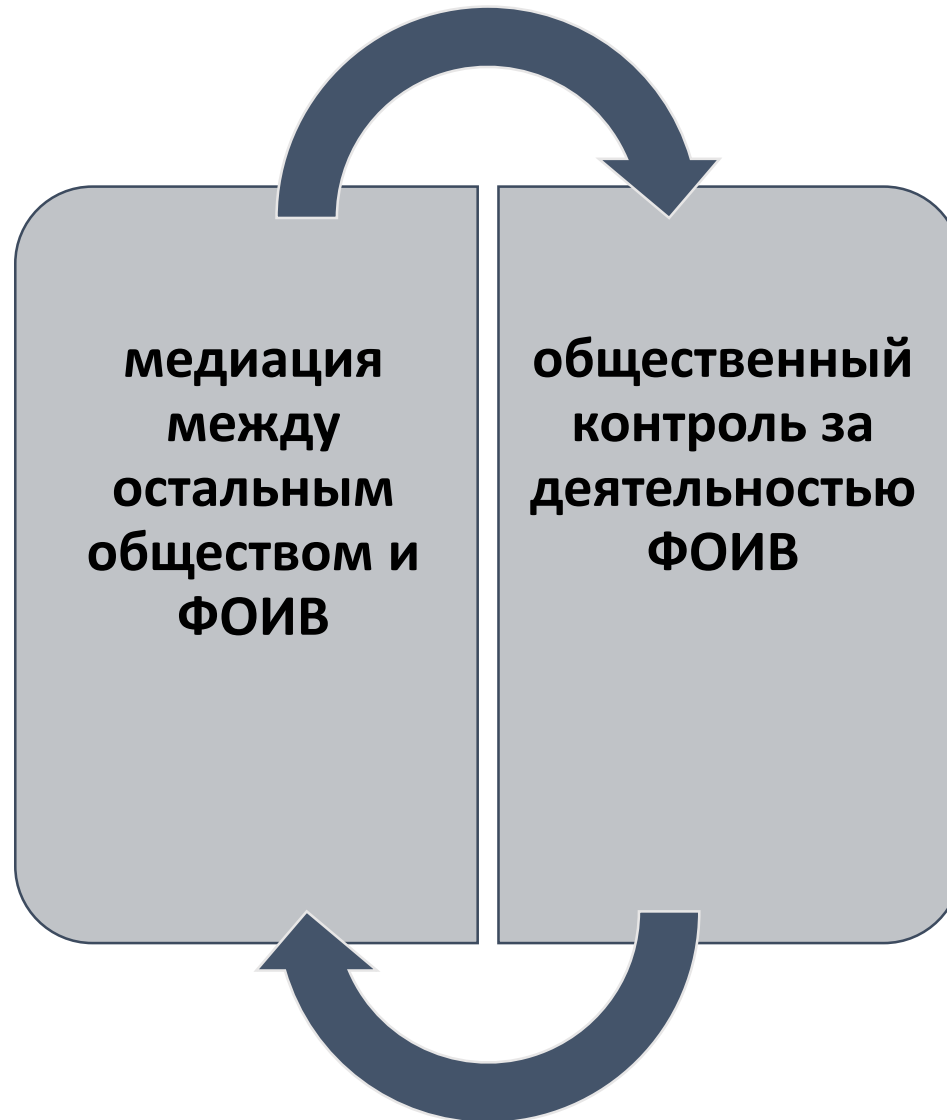 медиация
между
остальным
обществом и
ФОИВ
общественный
контроль за
деятельностью
ФОИВ